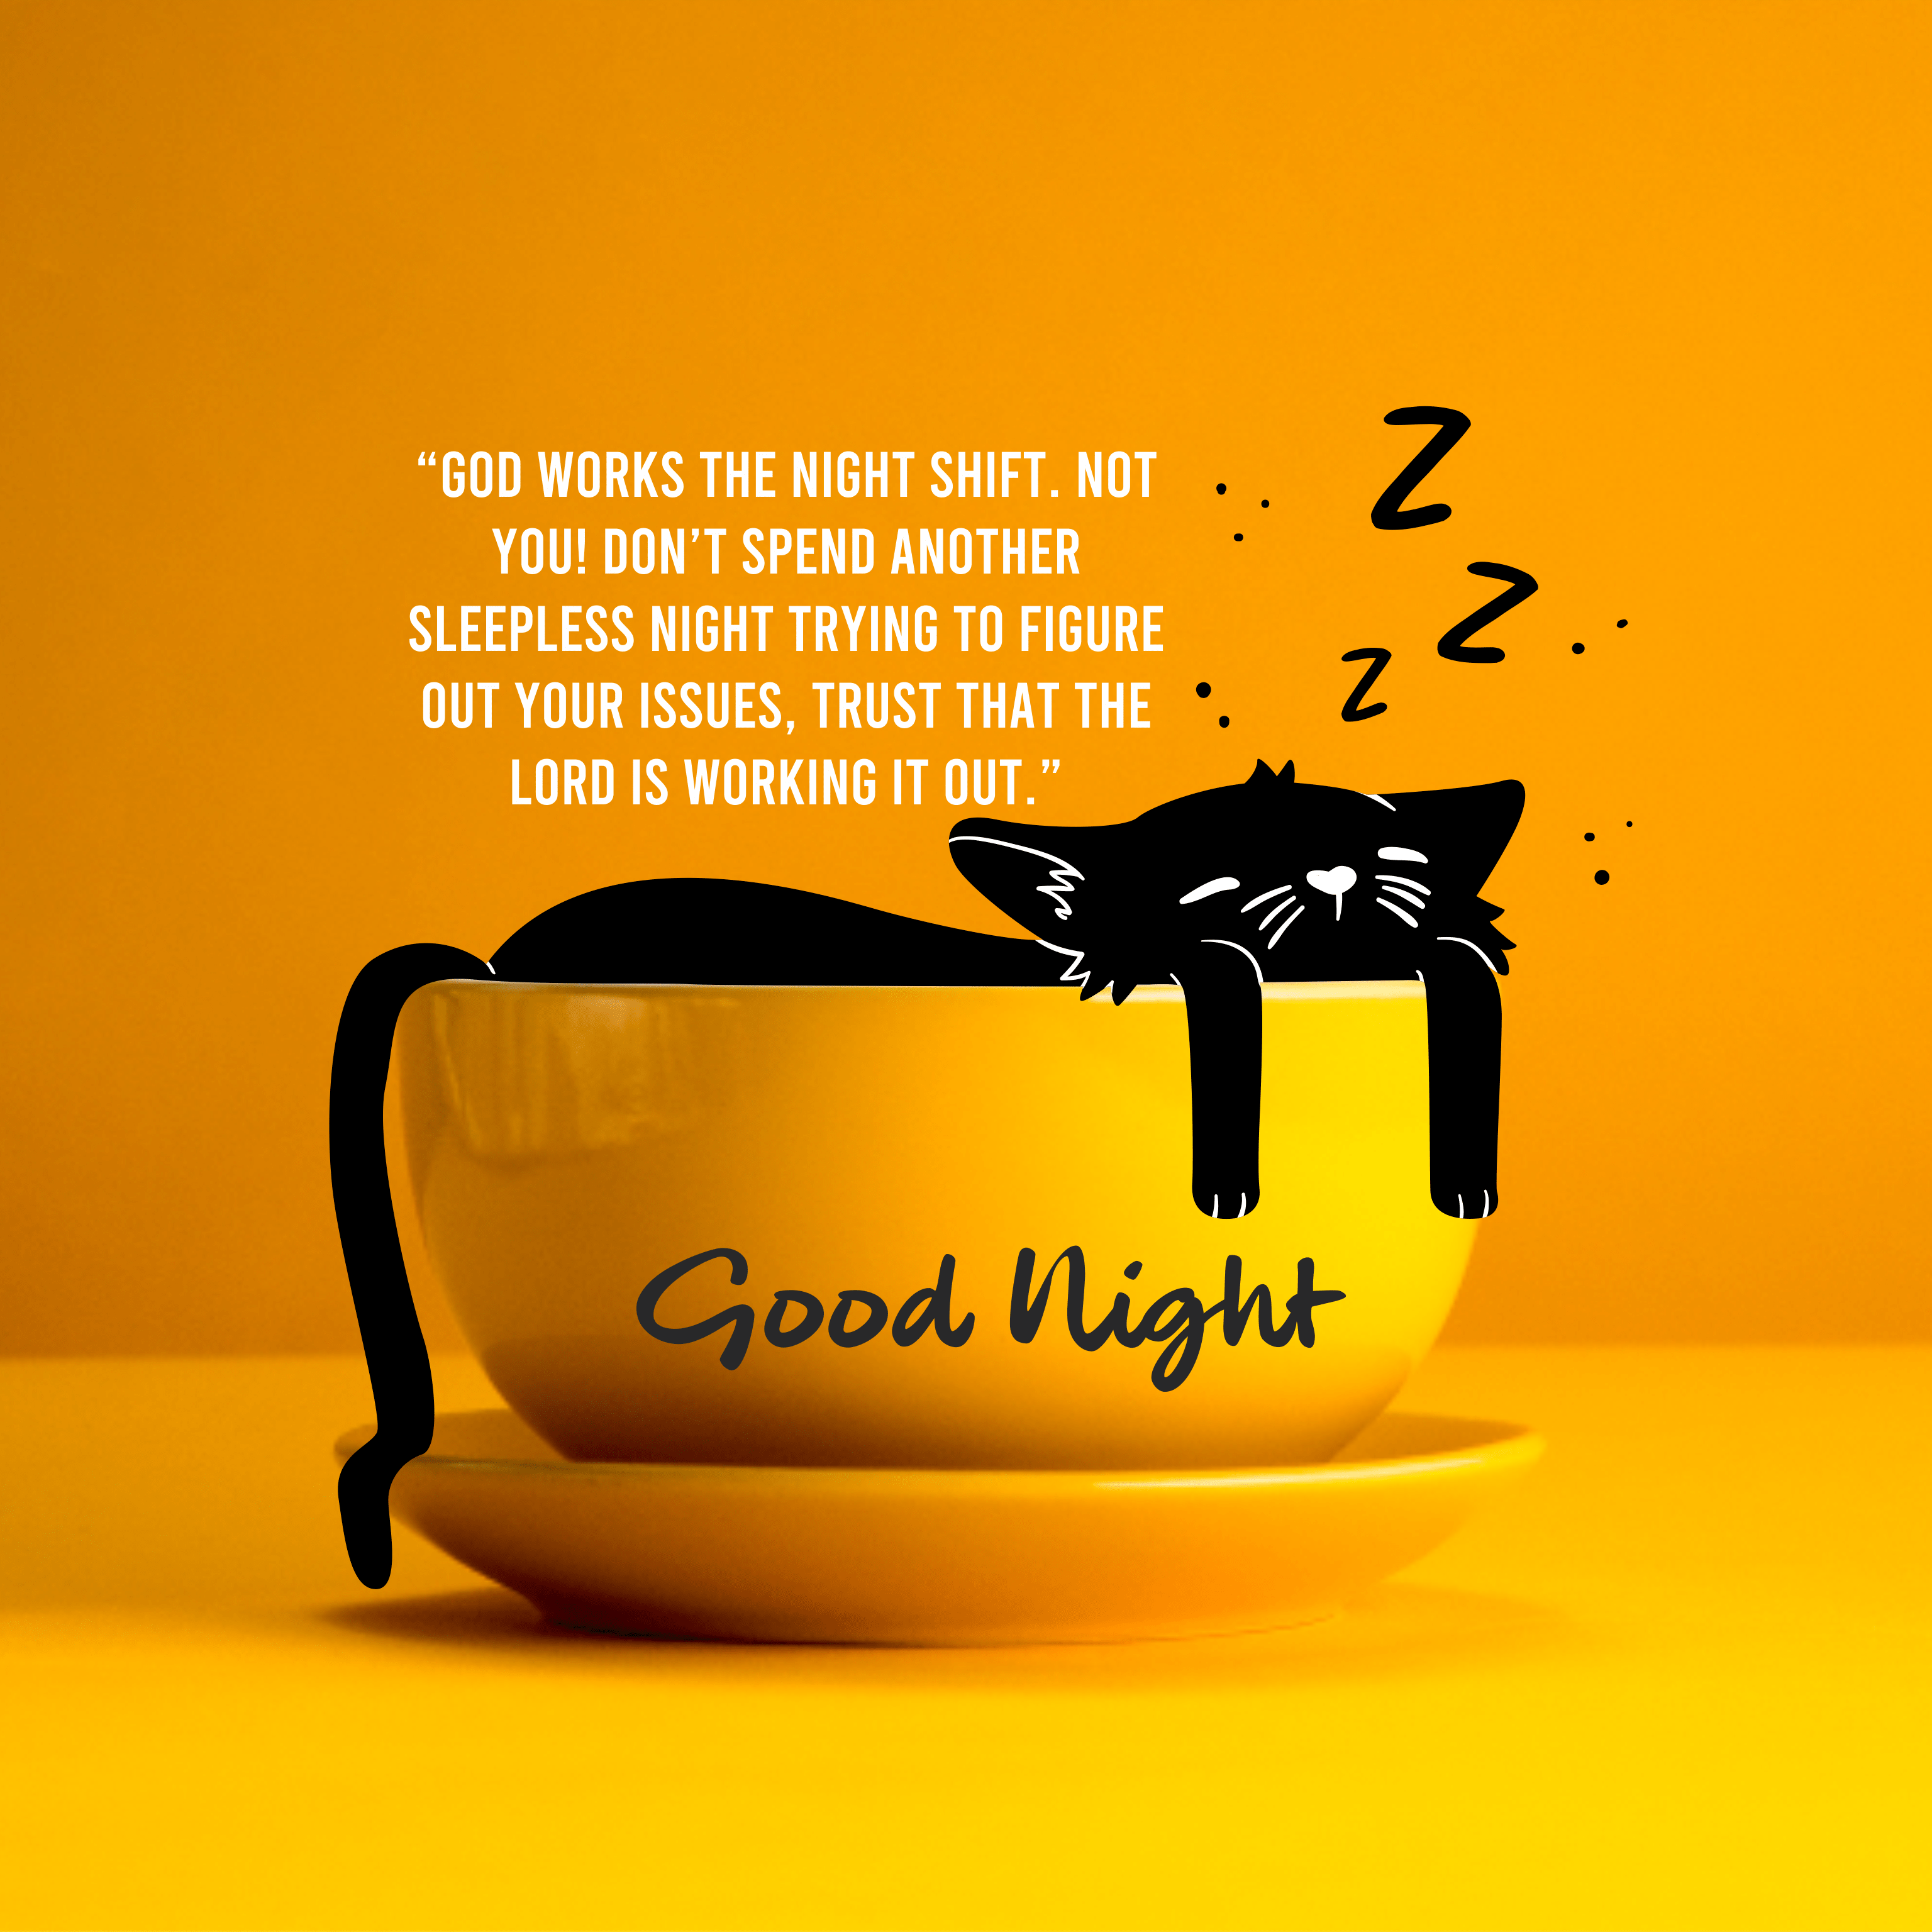 “GOD WORKS THE NIGHT SHIFT. NOT
YOU! DON’T SPEND ANOTHER
SLEEPLESS NIGHT TRYING TO FIGURE
OUT YOUR ISSUES, TRUST THAT THE
LORD IS WORKING IT OUT.”
Z
Z
Z
Good Night